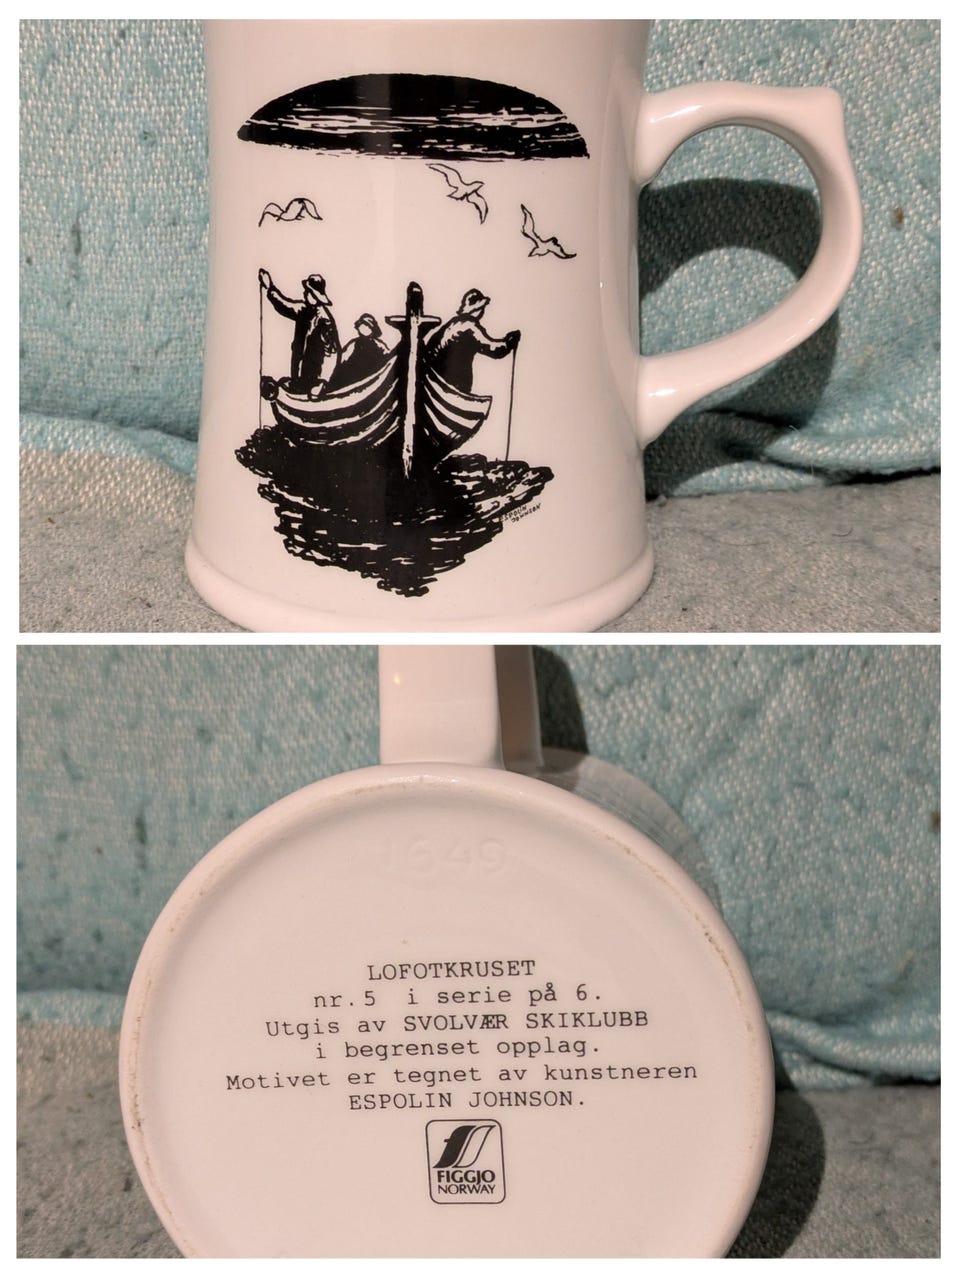 ESPOLIN
JOHNSON
1649
LOFOTKRUSET
nr.5 i serie på 6.
Utgis av SVOLVÆR SKIKLUBB
i begrenset opplag.
Motivet er tegnet av kunstneren
ESPOLIN JOHNSON.
FIGGJO
NORWAY